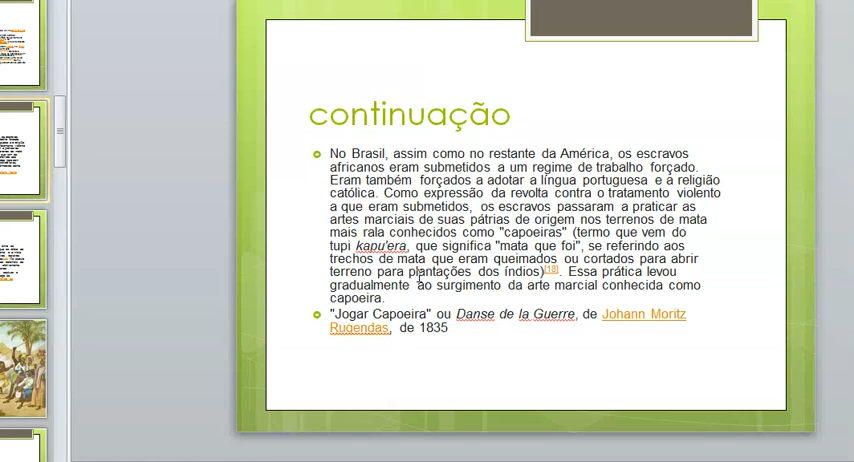 continuação
No Brasil, assim como no restante da América, os escravos
africanos eram submetidos a um regime de trabalho forçado.
Eram também forçados a adotar a língua portuguesa e a religião
católica. Como expressão da revolta contra o tratamento violento
a que eram submetidos, os escravos passaram a praticar as
artes marciais de suas pátrias de origem nos terrenos de mata
mais rala conhecidos como "capoeiras" (termo que vem do
tupi kapu'era, que significa "mata que foi", se referindo aos
trechos de mata que eram queimados ou cortados para abrir
terreno para plantações dos índios)[18]. Essa prática levou
gradualmente ao surgimento da arte marcial conhecida como
capoeira.
"Jogar Capoeira" ou Danse de la Guerre, de Johann Moritz
Rugendas, de 1835